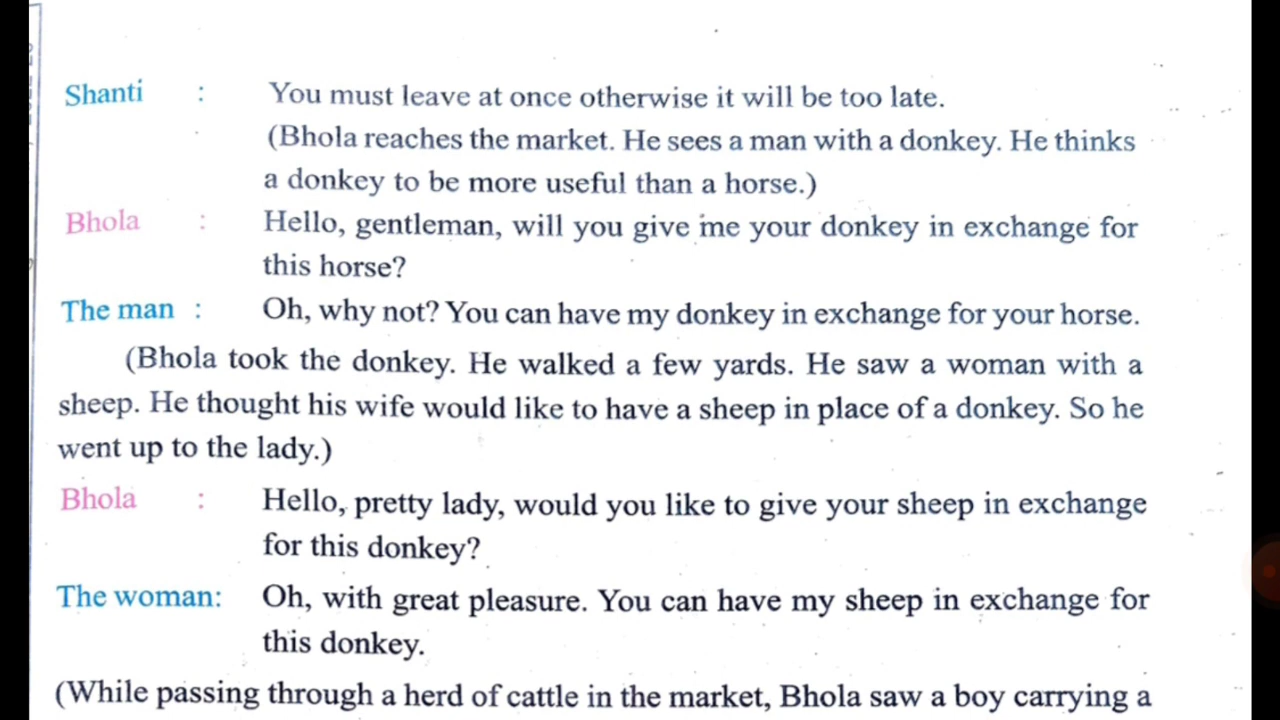 Shanti : You must leave at once otherwise it will be too late.
(Bhola reaches the market. He sees a man with a donkey. He thinks
a donkey to be more useful than a horse.)
Bhola : Hello, gentleman, will you give me your donkey in exchange for
this horse?
The man : Oh, why not? You can have my donkey in exchange for your horse.
(Bhola took the donkey. He walked a few yards. He saw a woman with a
sheep. He thought his wife would like to have a sheep in place of a donkey. So he
went up to the lady.)
Bhola : Hello, pretty lady, would you like to give your sheep in exchange
for this donkey?
The woman: Oh, with great pleasure. You can have my sheep in exchange for
this donkey.
(While passing through a herd of cattle in the market, Bhola saw a boy carrying a